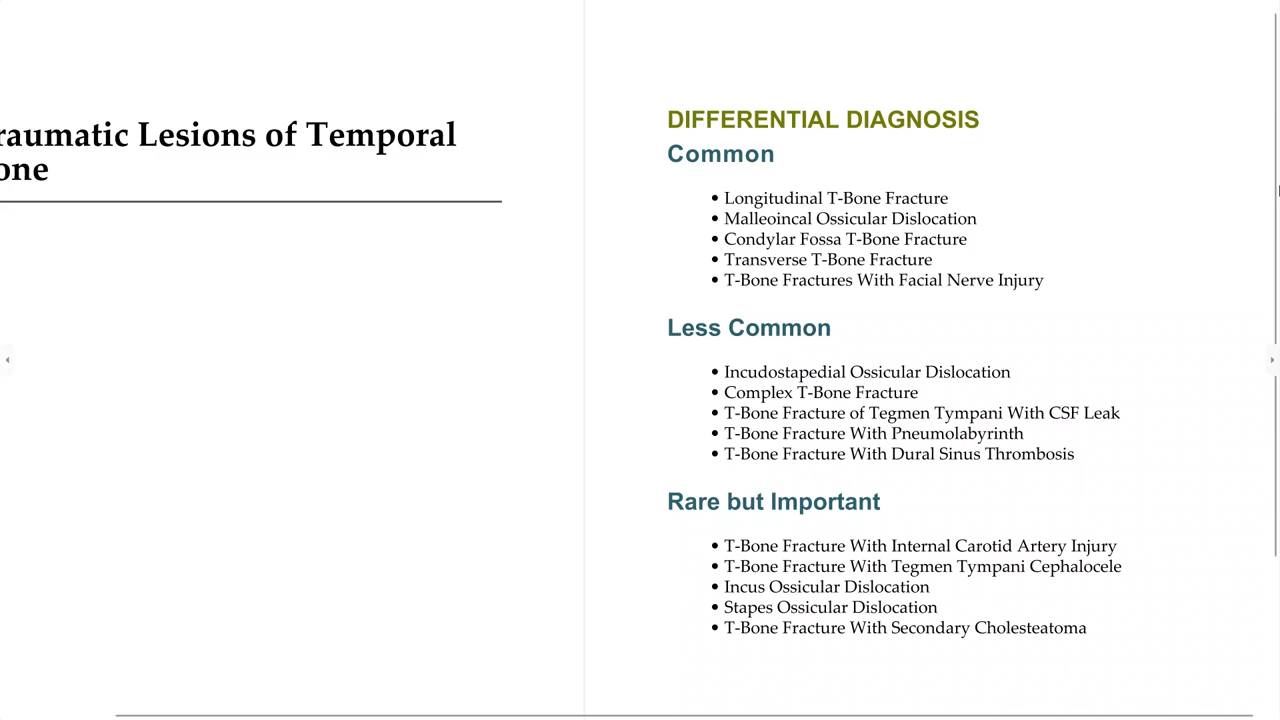 raumatic Lesions of Temporal
one
DIFFERENTIAL DIAGNOSIS
Common
• Longitudinal T-Bone Fracture
• Malleoincal Ossicular Dislocation
• Condylar Fossa T-Bone Fracture
• Transverse T-Bone Fracture
• T-Bone Fractures With Facial Nerve Injury
Less Common
• Incudostapedial Ossicular Dislocation
• Complex T-Bone Fracture
• T-Bone Fracture of Tegmen Tympani With CSF Leak
• T-Bone Fracture With Pneumolabyrinth
• T-Bone Fracture With Dural Sinus Thrombosis
Rare but Important
• T-Bone Fracture With Internal Carotid Artery Injury
• T-Bone Fracture With Tegmen Tympani Cephalocele
• Incus Ossicular Dislocation
• Stapes Ossicular Dislocation
• T-Bone Fracture With Secondary Cholesteatoma